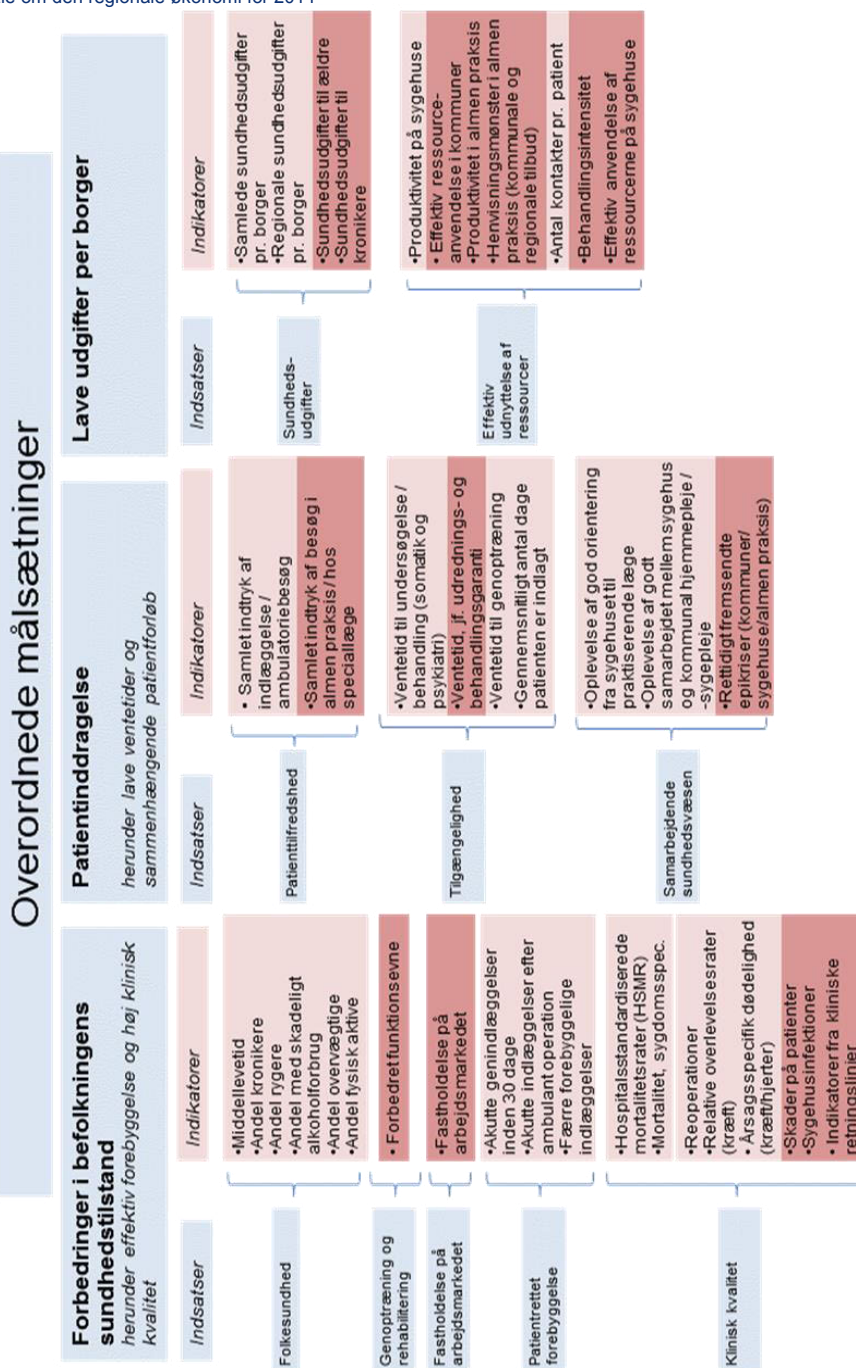 le om den regionale økonomi for 2014
Overordnede målsætninger
Forbedringer i befolkningens
sundhedstilstand
herunder effektiv forebyggelse og høj klinisk
kvalitet
Indsatser
Indikatorer
Folkesundhed
•Middellevetid
•Andel kronikere
•Andel rygere
•Andel med skadeligt
alkoholforbrug
•Andel overvægtige
•Andel fysisk aktive
Genoptræning og
rehabilitering
• Forbedret funktionsevne
Fastholdelse på
arbejdsmarkedet
•Fastholdelse på
arbejdsmarkedet
Patientrettet
forebyggelse
•Akutte genindlæggelser
inden 30 dage
•Akutte indlæggelser efter
ambulant operation
•Færre forebyggelige
indlæggelser
Klinisk kvalitet
•Hospitalsstandardiserede
mortalitetsrater (HSMR)
•Mortalitet, sygdomsspec.
•Reoperationer
•Relative overlevelsesrater
(kræft)
• Årsagsspecifik dødelighed
(kræft/hjerter)
•Skader på patienter
•Sygehusinfektioner
• Indikatorer fra kliniske
retningslinjer
Patientinddragelse
herunder lave ventetider og
sammenhængende patientforløb
Indsatser
Indikatorer
Patienttilfredshed
• Samlet indtryk af
indlæggelse /
ambulatoriebesøg
•Samlet indtryk af besøg i
almen praksis / hos
speciallæge
Tilgængelighed
•Ventetid til undersøgelse /
behandling (somatik og
psykiatri)
•Ventetid, jf. udrednings- og
behandlingsgaranti
•Ventetid til genoptræning
•Gennemsnitligt antal dage
patienten er indlagt
Samarbejdende
sundhedsvæsen
•Oplevelse af god orientering
fra sygehuset til
praktiserende læge
•Oplevelse af godt
samarbejdet mellem sygehus
og kommunal hjemmepleje /
-sygepleje
•Rettidigt fremsendte
epikriser (kommuner/
sygehuse/almen praksis)
Lave udgifter per borger
Indsatser
Indikatorer
Sundheds-
udgifter
•Samlede sundhedsudgifter
pr. borger
•Regionale sundhedsudgifter
pr. borger
•Sundhedsudgifter til ældre
•Sundhedsudgifter til
kronikere
Effektiv
udnyttelse af
ressourcer
•Produktivitet på sygehuse
• Effektiv ressource-
anvendelse i kommuner
•Produktivitet i almen praksis
•Henvisningsmønster i almen
praksis (kommunale og
regionale tilbud)
•Antal kontakter pr. patient
•Behandlingsintensitet
•Effektiv anvendelse af
ressourcerne på sygehuse